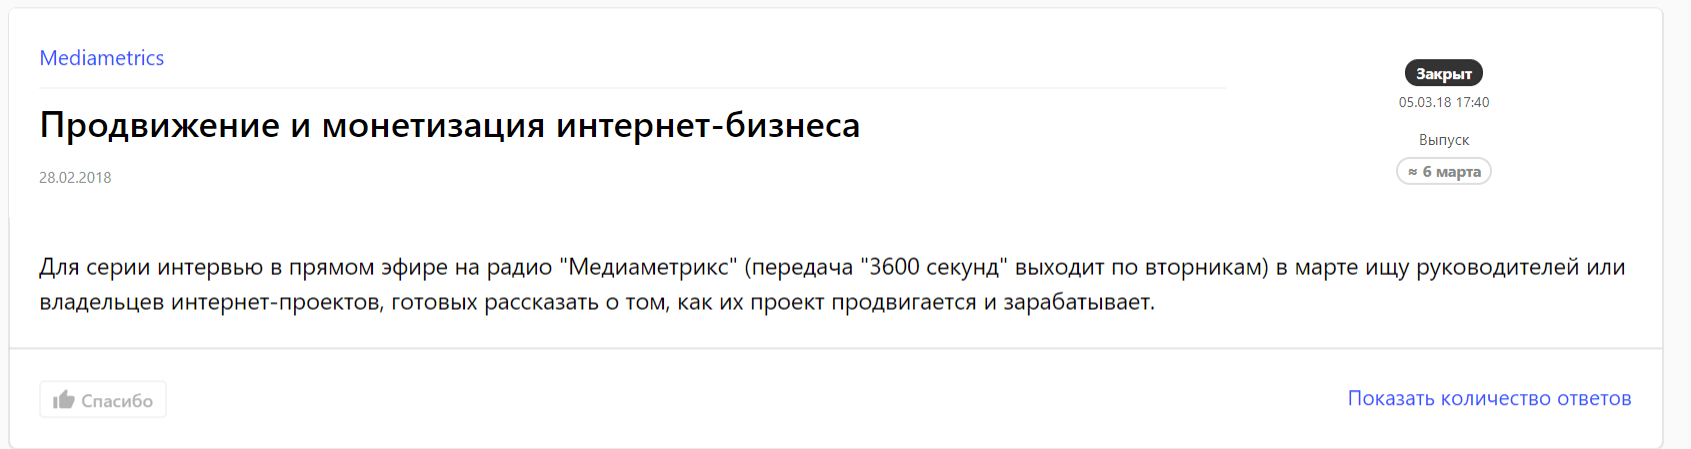 Mediametrics
Закрыт
05.03.18 17:40
Продвижение и монетизация интернет-бизнеса
Выпуск
≈ 6 марта
28.02.2018
Для серии интервью в прямом эфире на радио "Медиаметрикс" (передача "3600 секунд" выходит по вторникам) в марте ищу руководителей или
владельцев интернет-проектов, готовых рассказать о том, как их проект продвигается и зарабатывает.
Спасибо
Показать количество ответов